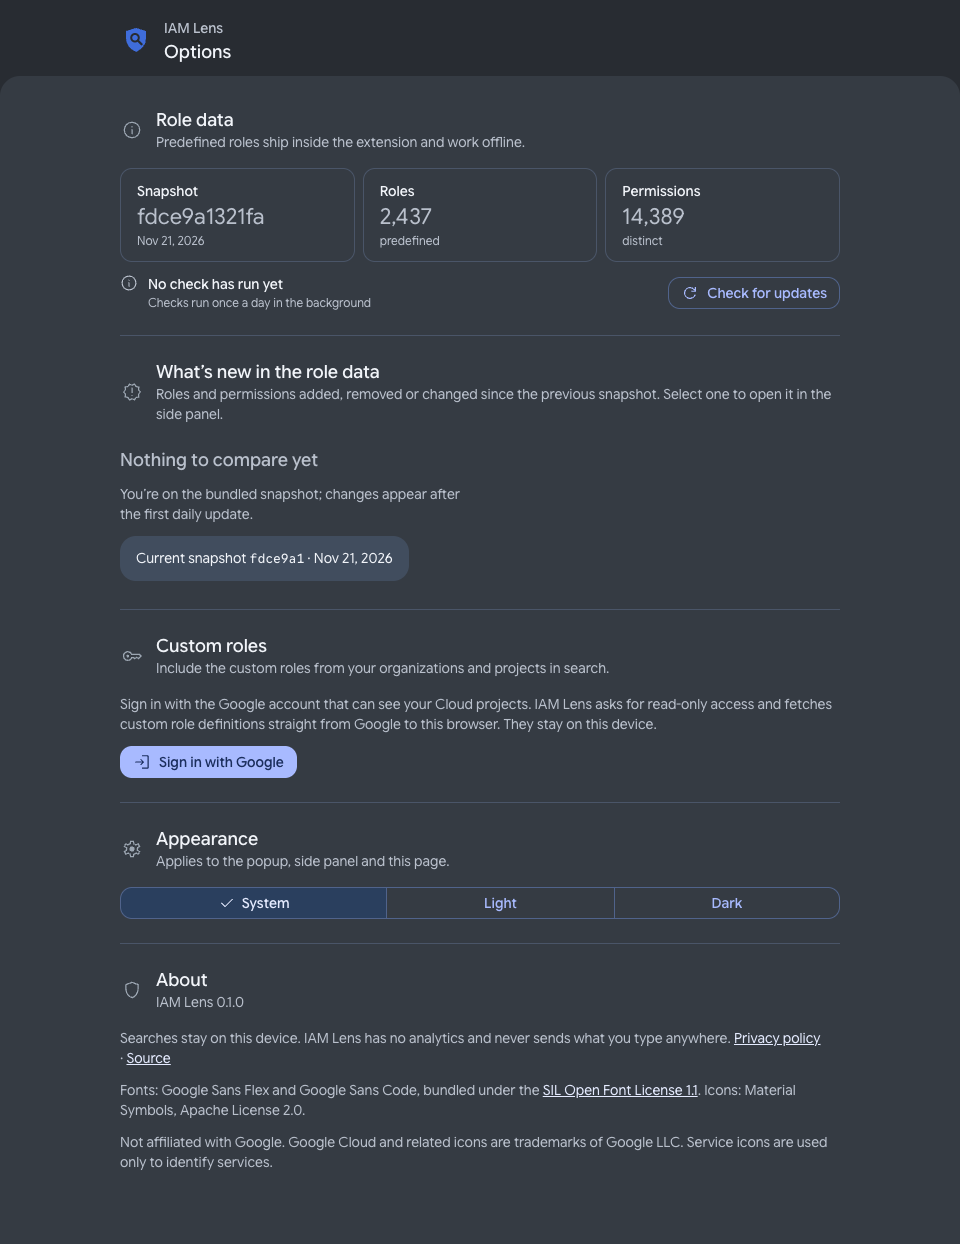 IAM Lens
Options
Role data
Predefined roles ship inside the extension and work offline.
Snapshot
fdce9a1321fa
Nov 21, 2026
Roles
2,437
predefined
Permissions
14,389
distinct
No check has run yet
Checks run once a day in the background
Check for updates
What's new in the role data
Roles and permissions added, removed or changed since the previous snapshot. Select one to open it in the
side panel.
Nothing to compare yet
You're on the bundled snapshot; changes appear after
the first daily update.
Current snapshot fdce9a1 · Nov 21, 2026
Custom roles
Include the custom roles from your organizations and projects in search.
Sign in with the Google account that can see your Cloud projects. IAM Lens asks for read-only access and fetches
custom role definitions straight from Google to this browser. They stay on this device.
Sign in with Google
Appearance
Applies to the popup, side panel and this page.
System
Light
Dark
About
IAM Lens 0.1.0
Searches stay on this device. IAM Lens has no analytics and never sends what you type anywhere. Privacy policy
· Source
Fonts: Google Sans Flex and Google Sans Code, bundled under the SIL Open Font License 1.1. Icons: Material
Symbols, Apache License 2.0.
Not affiliated with Google. Google Cloud and related icons are trademarks of Google LLC. Service icons are used
only to identify services.